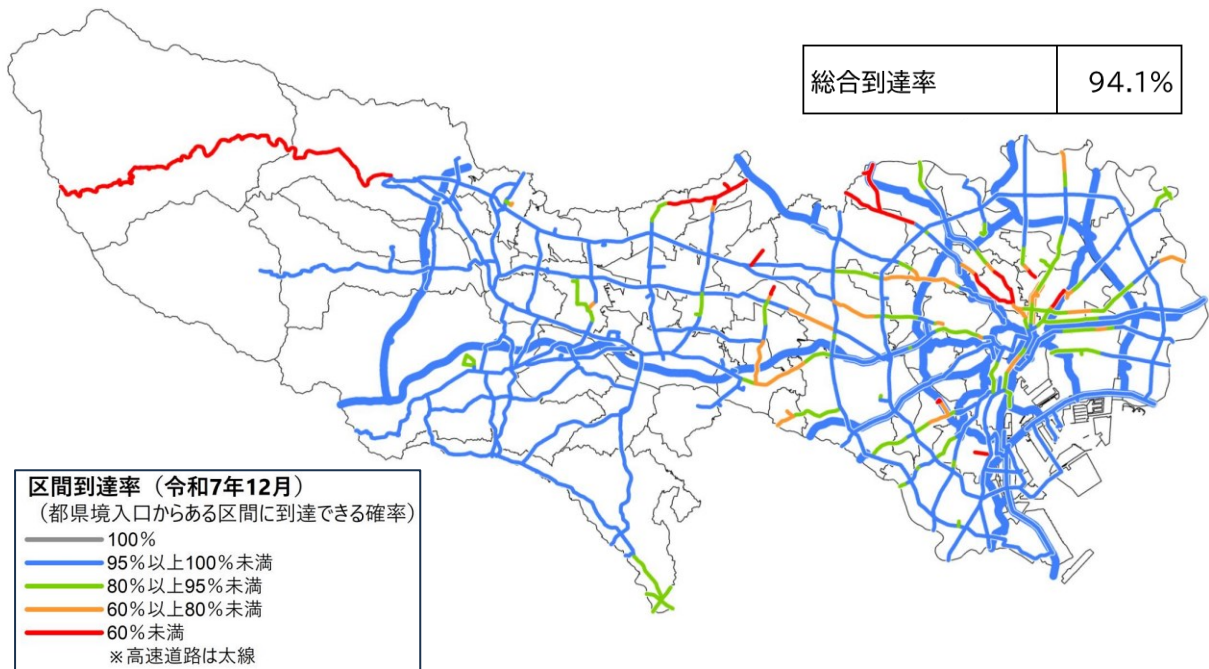 総合到達率 94.1%
区間到達率（令和7年12月）
（都県境入口からある区間に到達できる確率）
100%
95%以上100%未満
80%以上95%未満
60%以上80%未満
60%未満
※高速道路は太線